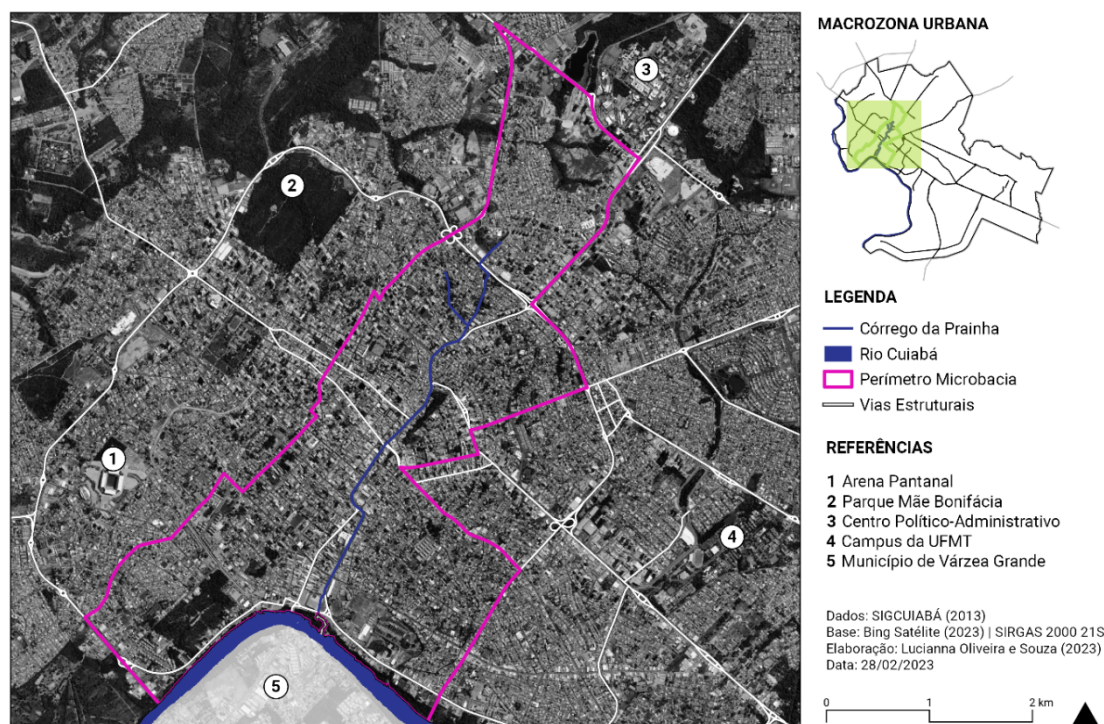 MACROZONA URBANA
LEGENDA
Córrego da Prainha
Rio Cuiabá
Perímetro Microbacia
Vias Estruturais
REFERÊNCIAS
1 Arena Pantanal
2 Parque Mãe Bonifácia
3 Centro Político-Administrativo
4 Campus da UFMT
5 Município de Várzea Grande
Dados: SIGCUIABÁ (2013)
Base: Bing Satélite (2023) | SIRGAS 2000 21S
Elaboração: Lucianna Oliveira e Souza (2023)
Data: 28/02/2023
0 1 2 km
3
2
1
4
5